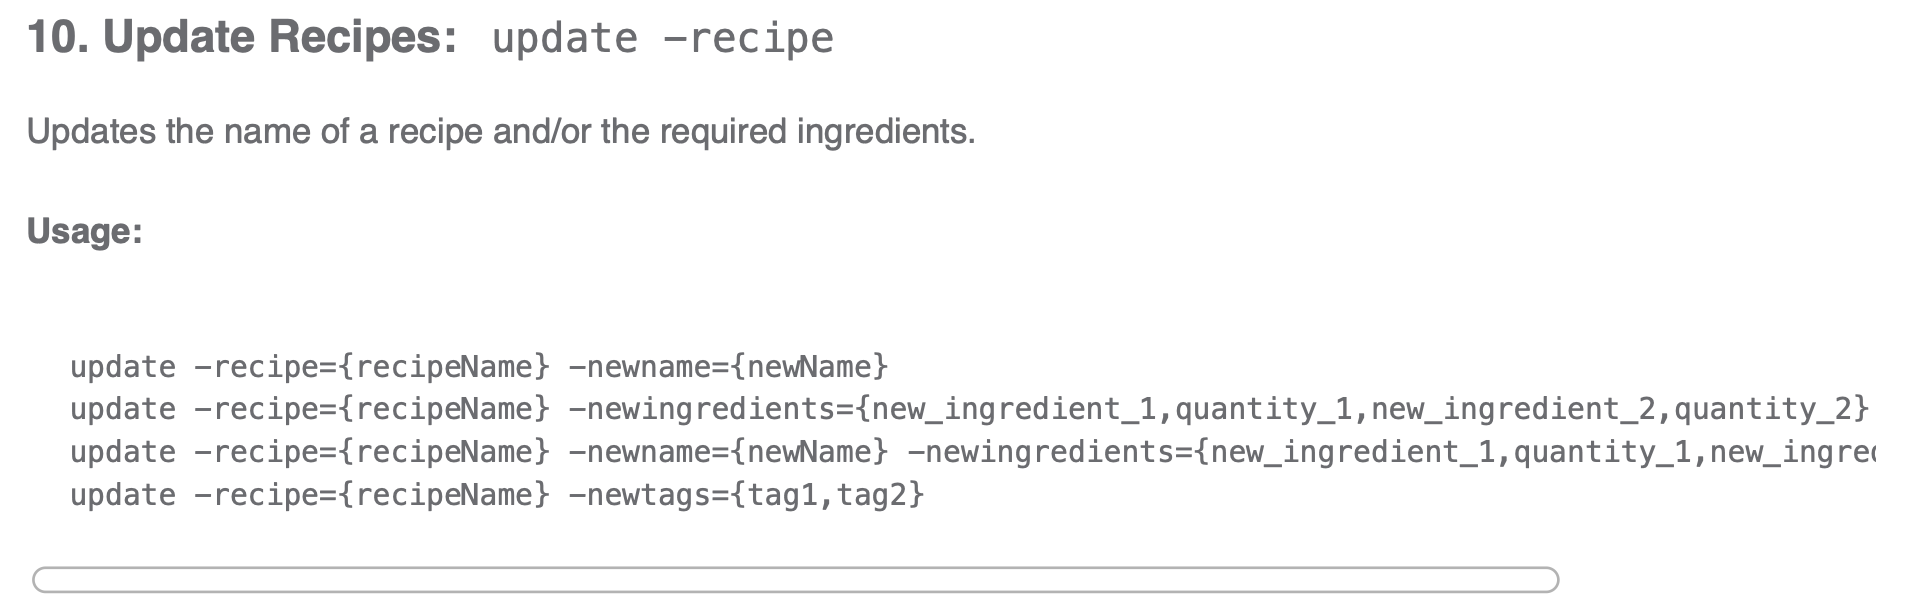 10. Update Recipes: update -recipe
Updates the name of a recipe and/or the required ingredients.
Usage:
update -recipe={recipeName} -newname={newName}
update -recipe={recipeName} -newingredients={new_ingredient_1,quantity_1,new_ingredient_2,quantity_2}
update -recipe={recipeName} -newname={newName} -newingredients={new_ingredient_1,quantity_1,new_ingre
update -recipe={recipeName} -newtags={tag1,tag2}